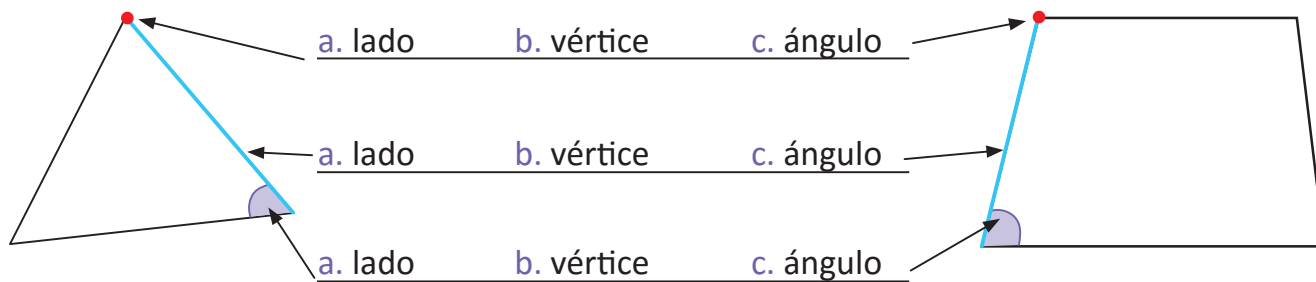 a. lado b. vértice c. ángulo
a. lado b. vértice c. ángulo
a. lado b. vértice c. ángulo